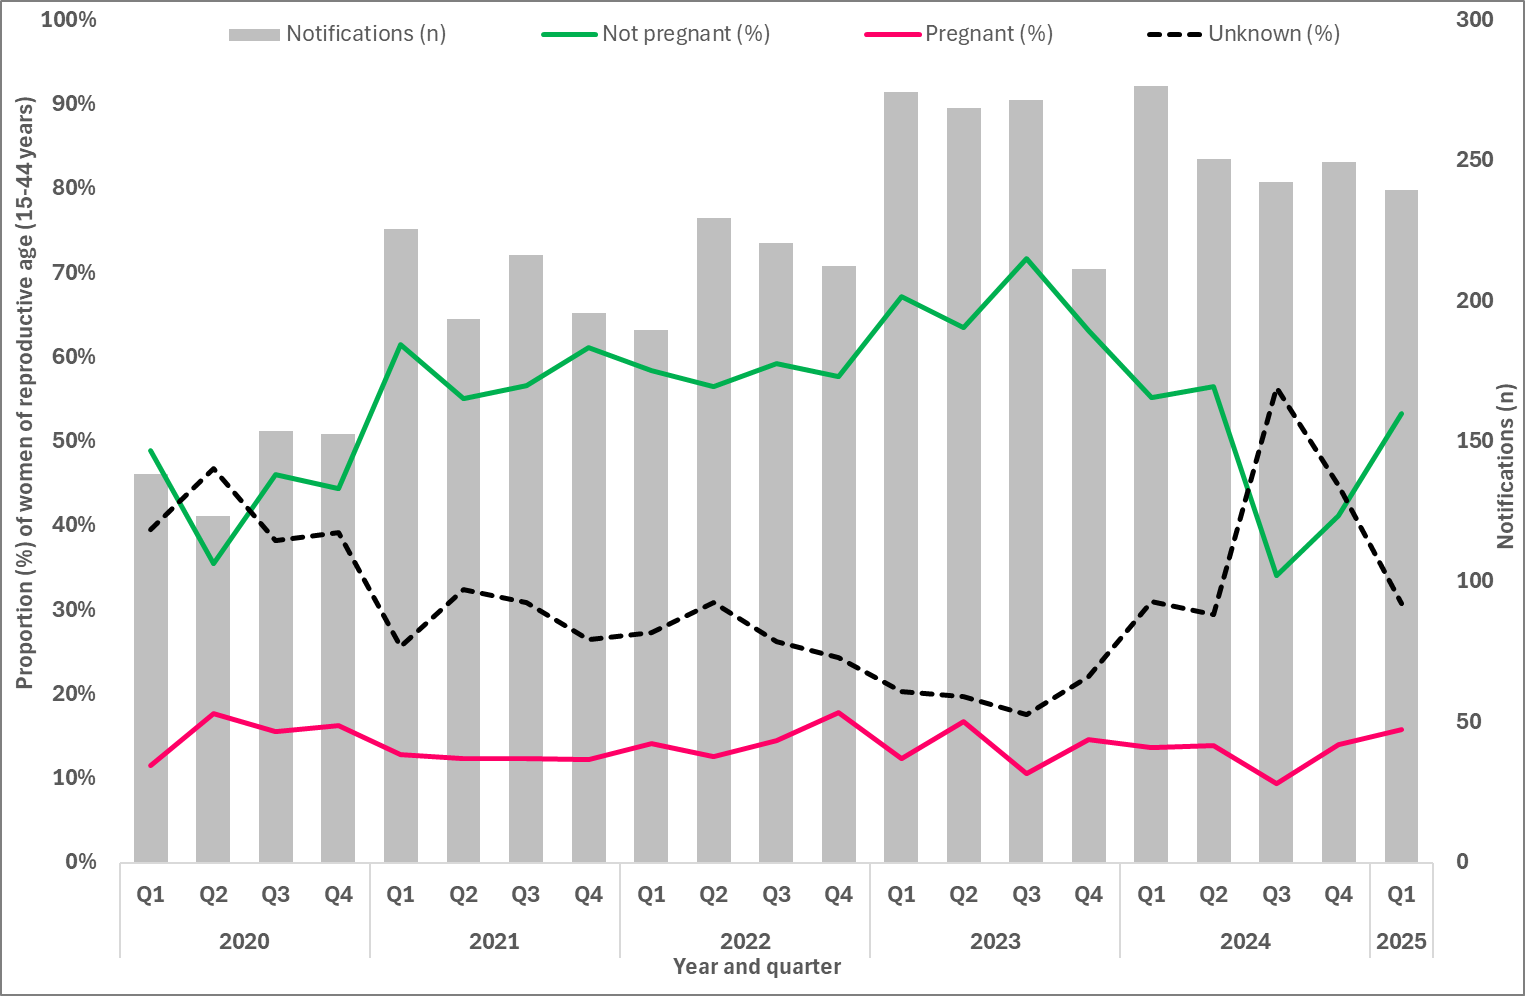 100%
300
Notifications (n)
Not pregnant (%)
Pregnant (%)
Unknown (%)
90%
250
80%
70%
200
60%
50%
150
40%
100
30%
20%
50
10%
0%
0
Proportion (%) of women of reproductive age (15-44 years)
Notifications (n)
Q1 Q2 Q3 Q4 Q1 Q2 Q3 Q4 Q1 Q2 Q3 Q4 Q1 Q2 Q3 Q4 Q1 Q2 Q3 Q4 Q1
2020 2021 2022 2023 2024 2025
Year and quarter